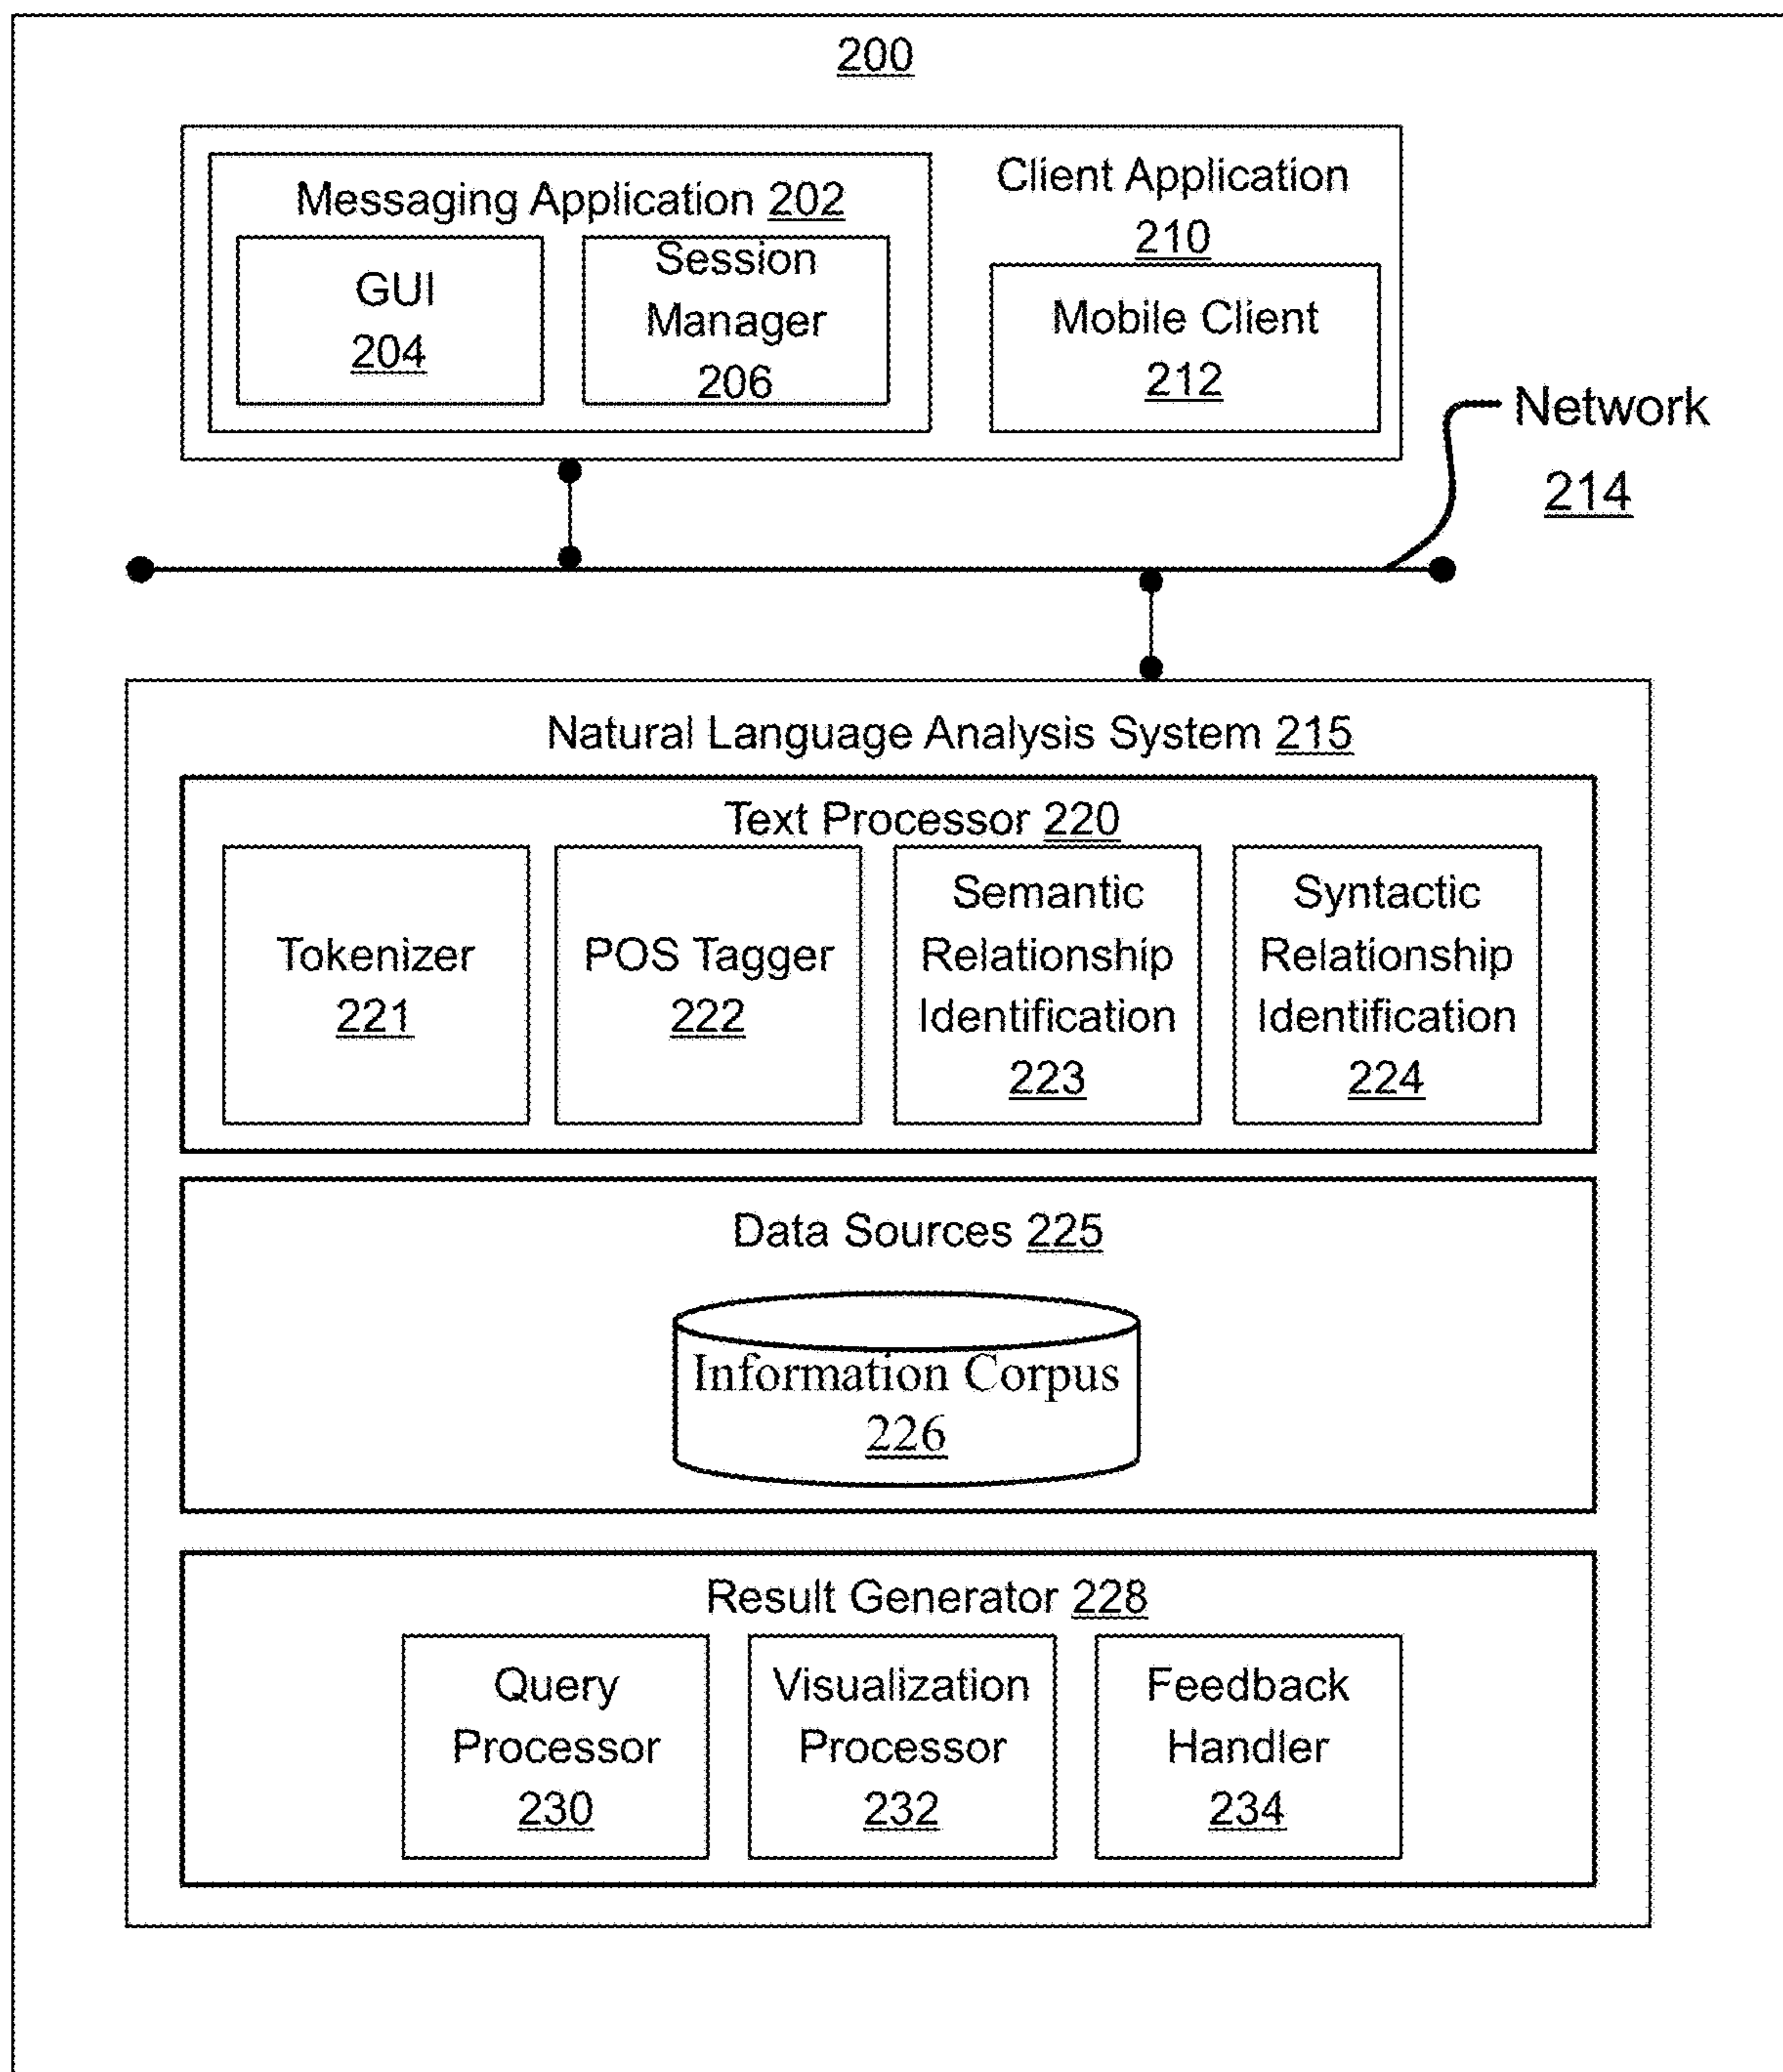 200
Messaging Application 202
GUI
204
Session
Manager
206
Client Application
210
Mobile Client
212
Network
214
Natural Language Analysis System 215
Text Processor 220
Tokenizer
221
POS Tagger
222
Semantic
Relationship
Identification
223
Syntactic
Relationship
Identification
224
Data Sources 225
Information Corpus
226
Result Generator 228
Query
Processor
230
Visualization
Processor
232
Feedback
Handler
234